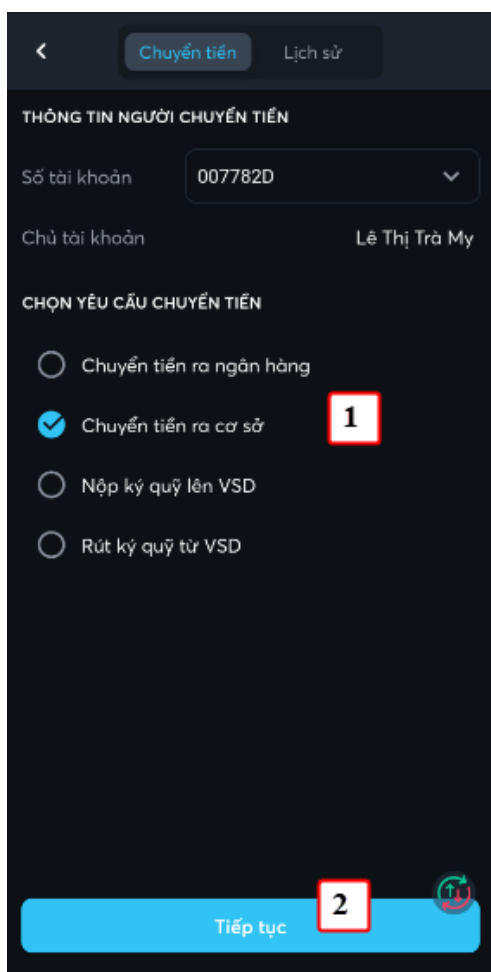 Chuyển tiền Lịch sử
THÔNG TIN NGƯỜI CHUYỂN TIỀN
Số tài khoản 007782D
Chủ tài khoản Lê Thị Trà My
CHỌN YÊU CẦU CHUYỂN TIỀN
Chuyển tiền ra ngân hàng
Chuyển tiền ra cơ sở 1
Nộp ký quỹ lên VSD
Rút ký quỹ từ VSD
2
Tiếp tục